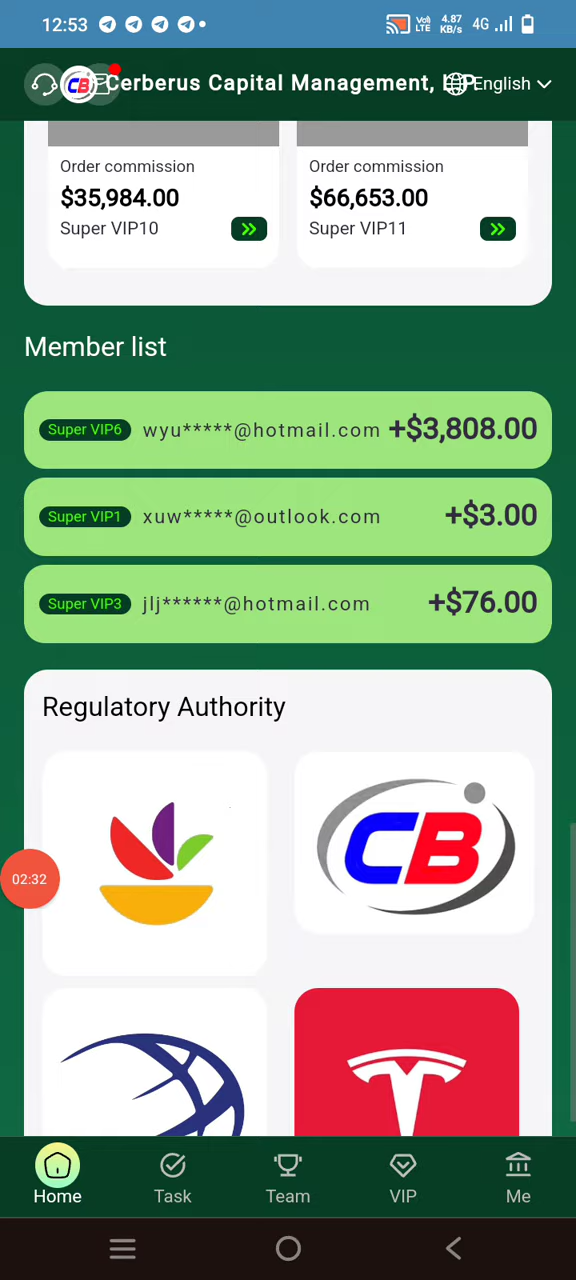 12:53
Vo)
LTE
4.87
KB/s
4G
CB
Cerberus Capital Management, L.P
English
Order commission
$35,984.00
Super VIP10
Order commission
$66,653.00
Super VIP11
Member list
Super VIP6 wyu*****@hotmail.com +$3,808.00
Super VIP1 xuw*****@outlook.com +$3.00
Super VIP3 jlj******@hotmail.com +$76.00
Regulatory Authority
CB
02:32
Home
Task
Team
VIP
Me